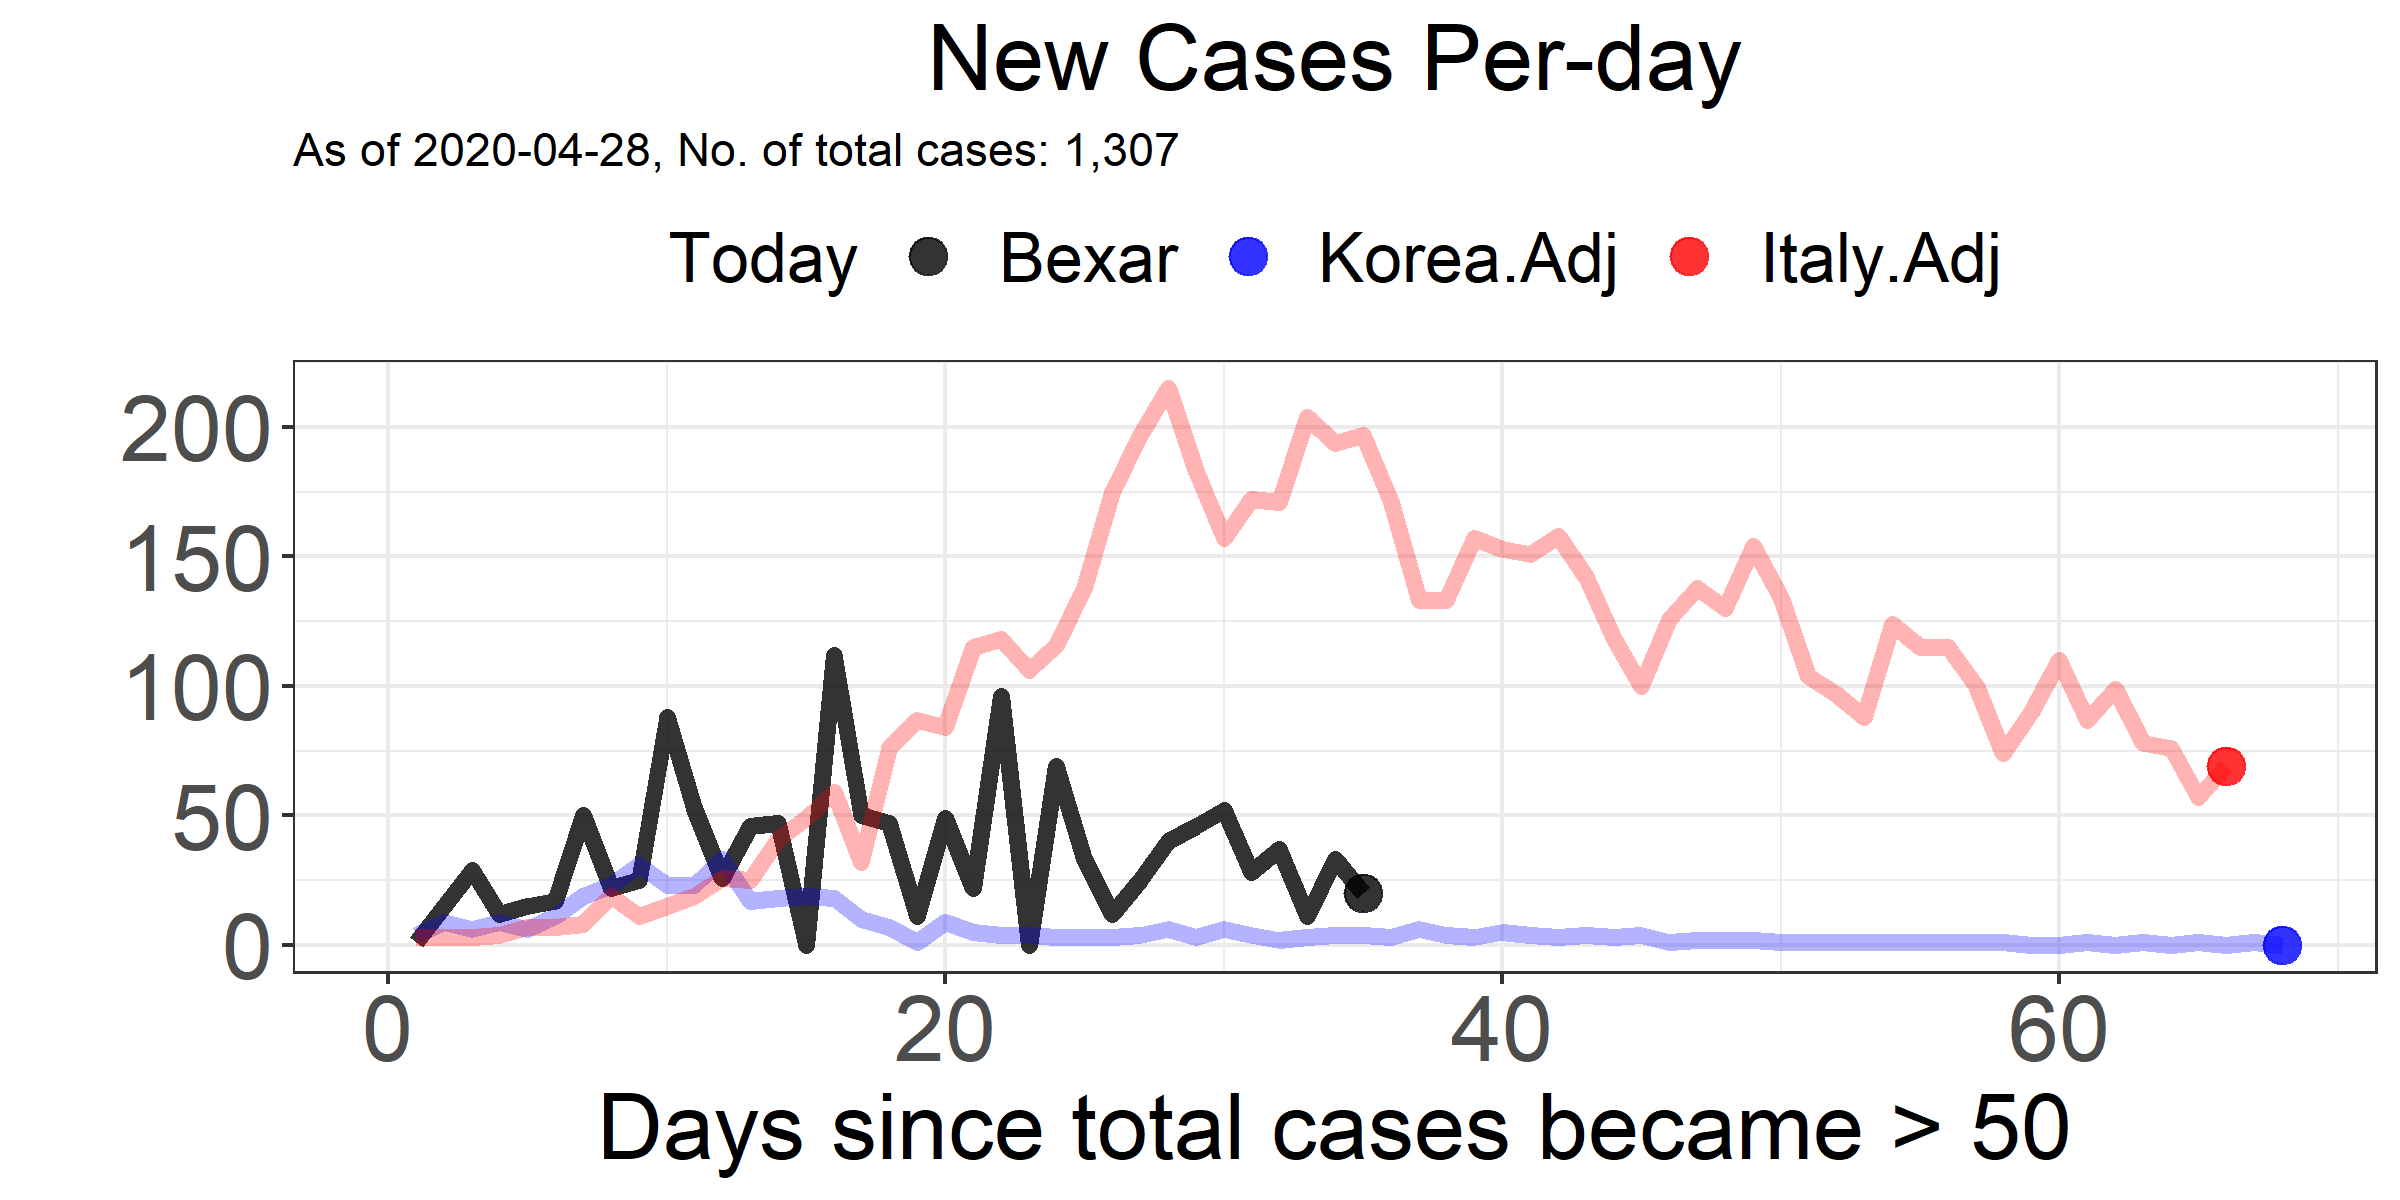 New Cases Per-day
As of 2020-04-28, No. of total cases: 1,307
Today Bexar Korea.Adj Italy.Adj
200
150
100
50
0
0 20 40 60
Days since total cases became > 50